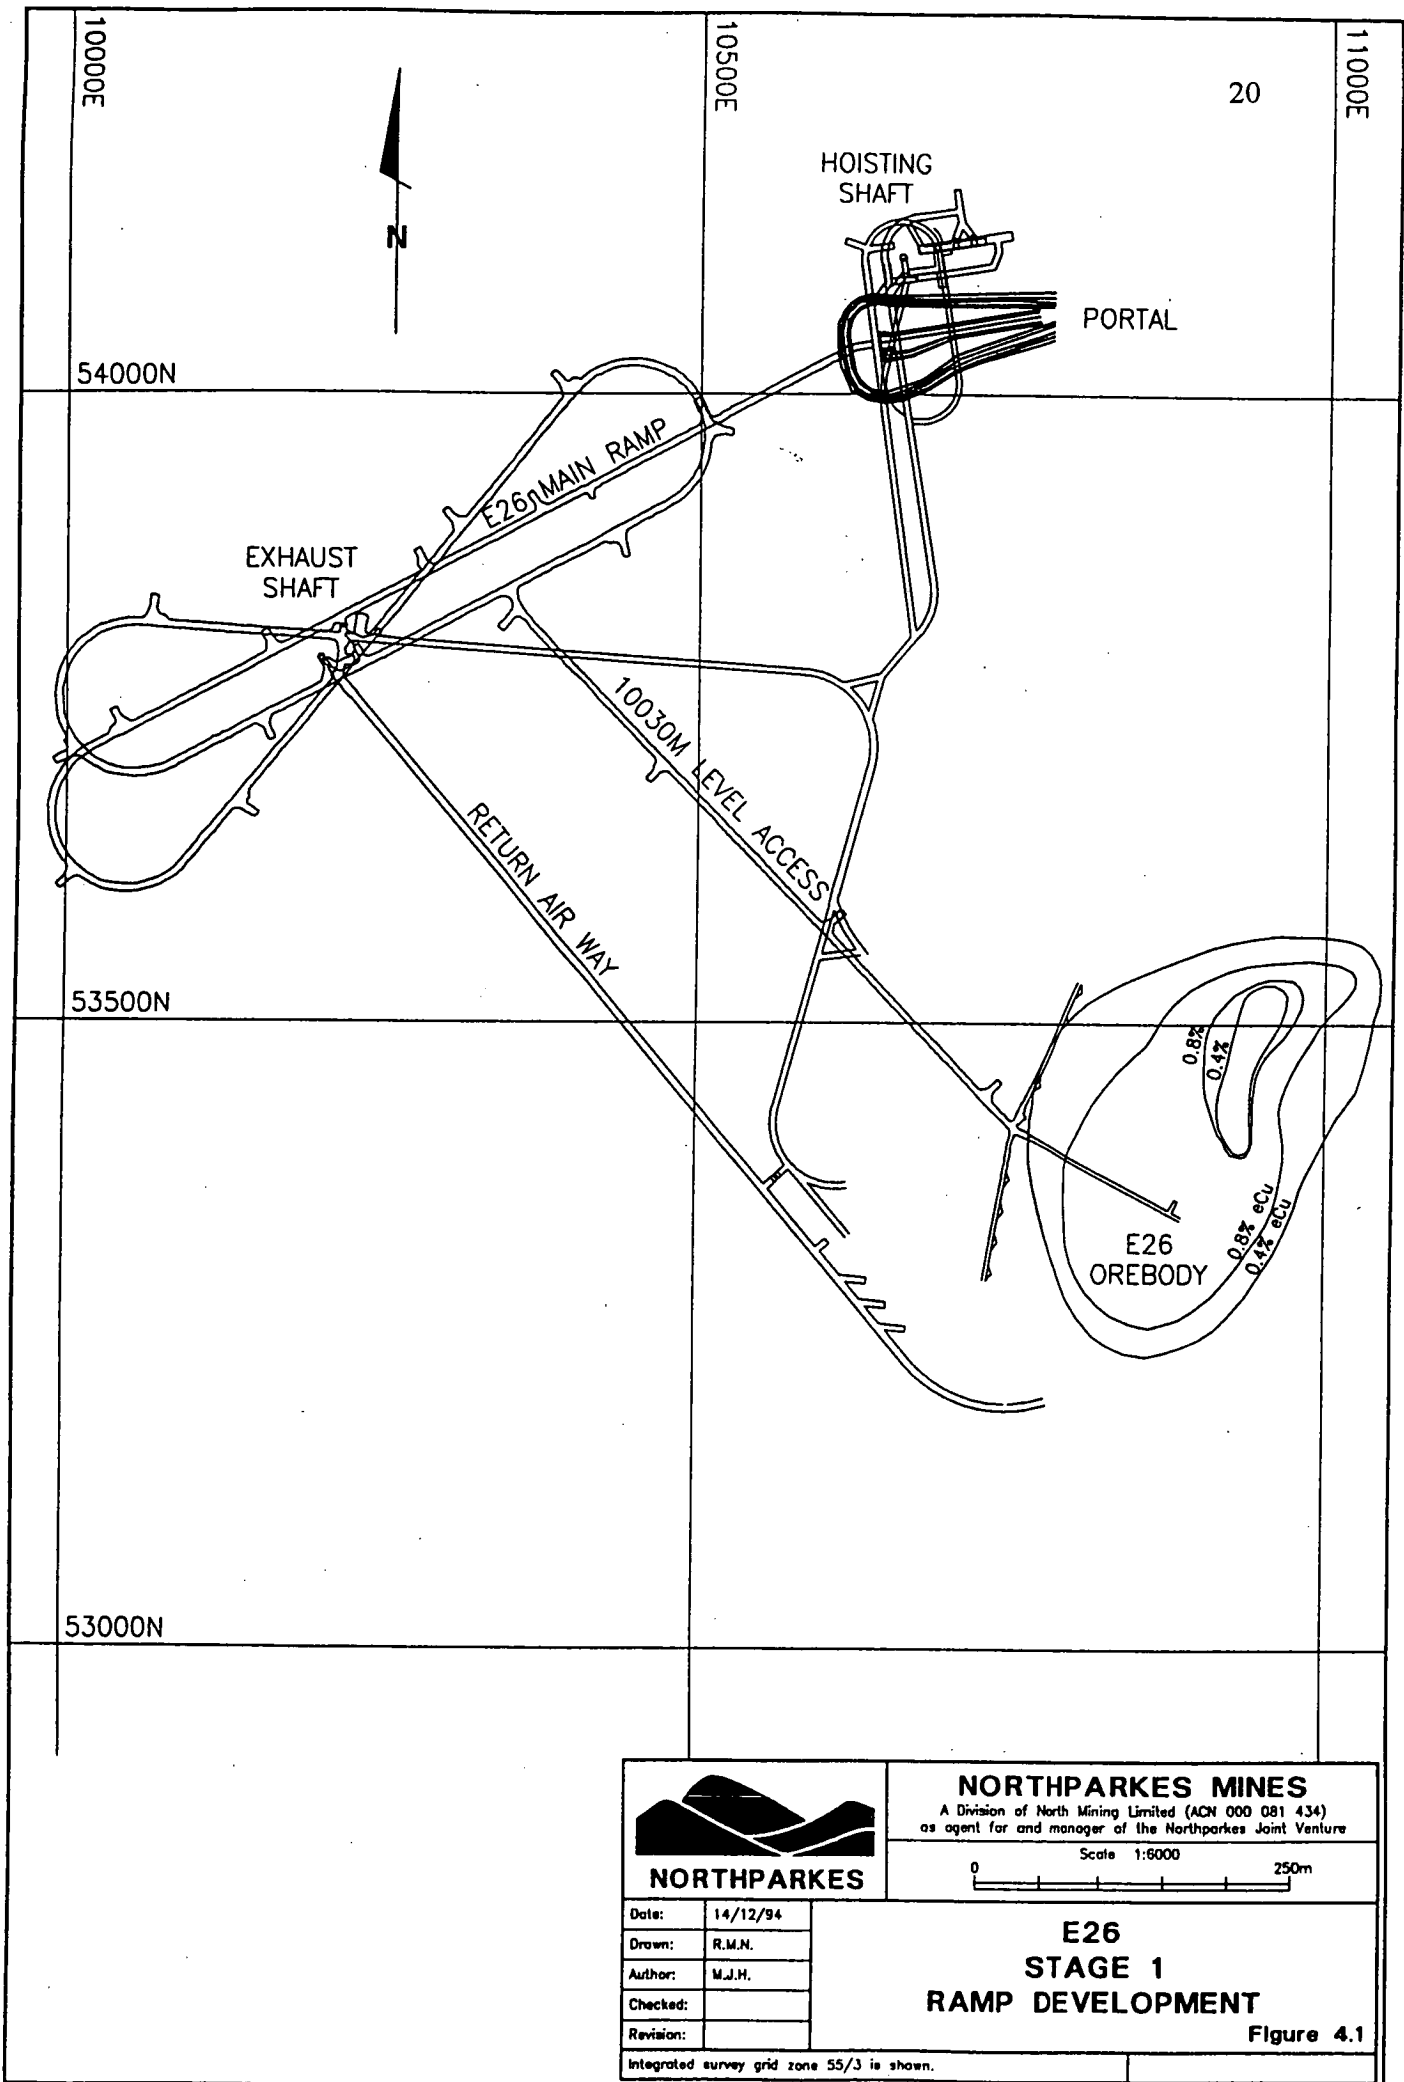 10000E
10500E
11000E
20
HOISTING
SHAFT
N
PORTAL
54000N
E26 MAIN RAMP
EXHAUST
SHAFT
10030M LEVEL ACCESS
RETURN AIR WAY
53500N
0.8%
0.4%
0.8% eCu
0.4% eCu
E26
OREBODY
53000N
NORTHPARKES
NORTHPARKES MINES
A Division of North Mining Limited (ACN 000 081 434)
as agent for and manager of the Northparkes Joint Venture
Scale 1:6000
0 250m
Date: 14/12/94
Drawn: R.M.N.
Author: M.J.H.
Checked:
Revision:
E26
STAGE 1
RAMP DEVELOPMENT
Figure 4.1
Integrated survey grid zone 55/3 is shown.